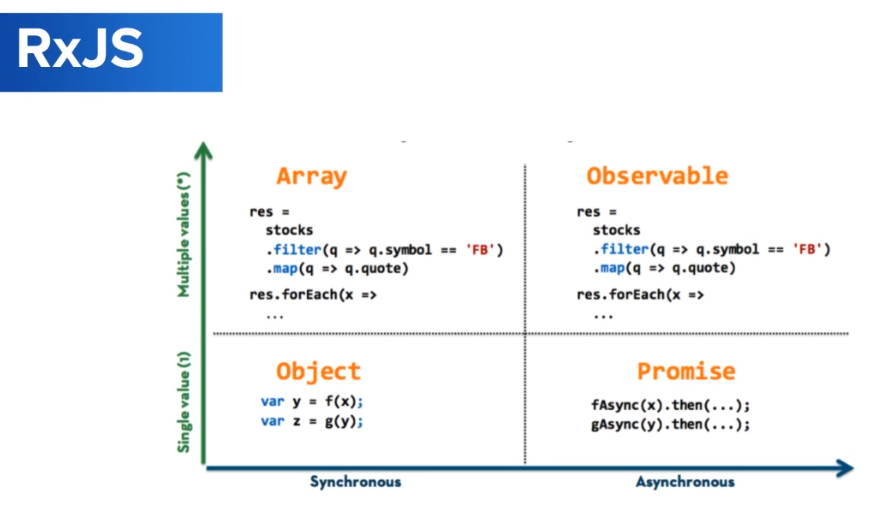 RxJS
Multiple values (*)
Array
res =
stocks
.filter(q => q.symbol == 'FB')
.map(q => q.quote)
res.forEach(x =>
...
Observable
res =
stocks
.filter(q => q.symbol == 'FB')
.map(q => q.quote)
res.forEach(x =>
...
Single value (1)
Object
var y = f(x);
var z = g(y);
Promise
fAsync(x).then(...);
gAsync(y).then(...);
Synchronous
Asynchronous